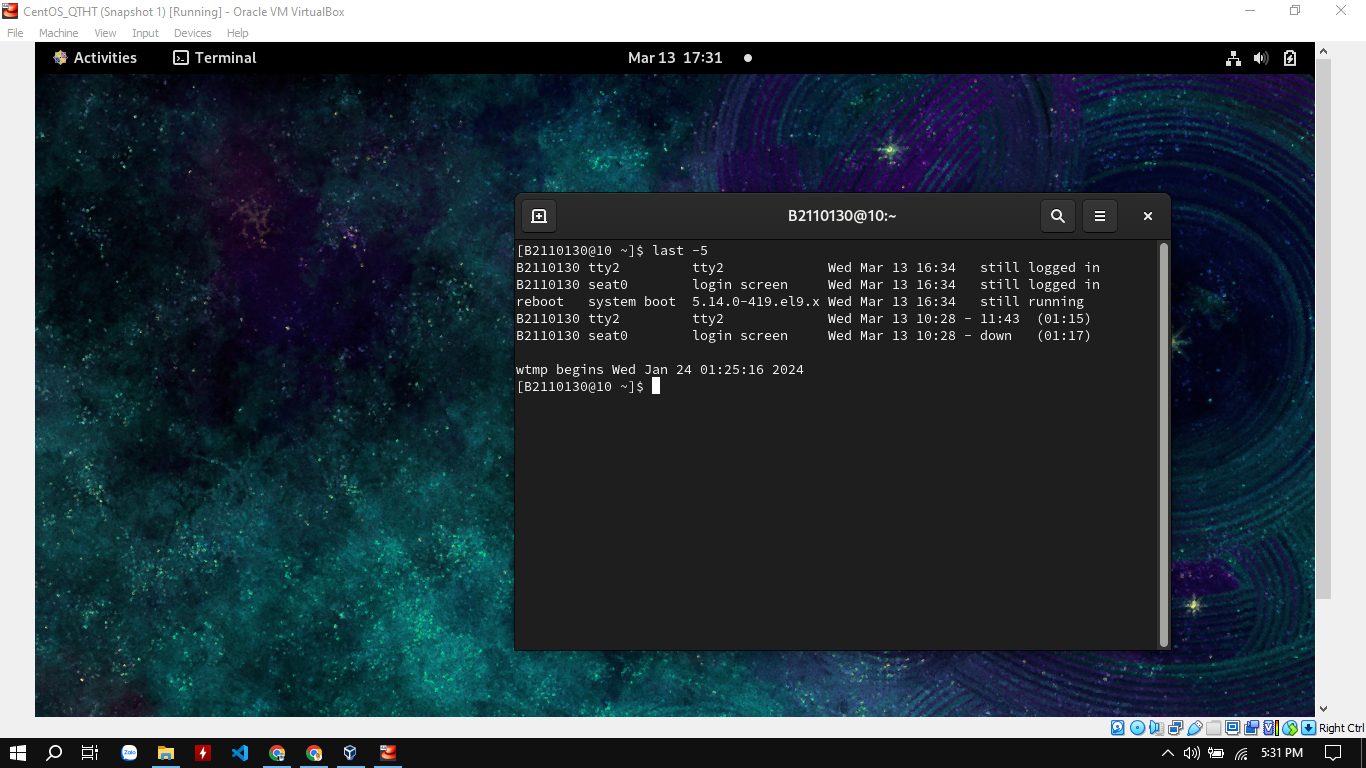 CentOS_QTHT (Snapshot 1) [Running] - Oracle VM VirtualBox
File Machine View Input Devices Help
Activities Terminal Mar 13 17:31
B2110130@10:~
[B2110130@10 ~]$ last -5
B2110130 tty2         tty2             Wed Mar 13 16:34   still logged in
B2110130 seat0        login screen     Wed Mar 13 16:34   still logged in
reboot   system boot  5.14.0-419.el9.x Wed Mar 13 16:34   still running
B2110130 tty2         tty2             Wed Mar 13 10:28 - 11:43  (01:15)
B2110130 seat0        login screen     Wed Mar 13 10:28 - down   (01:17)
wtmp begins Wed Jan 24 01:25:16 2024
[B2110130@10 ~]$
Right Ctrl
Zalo
5:31 PM